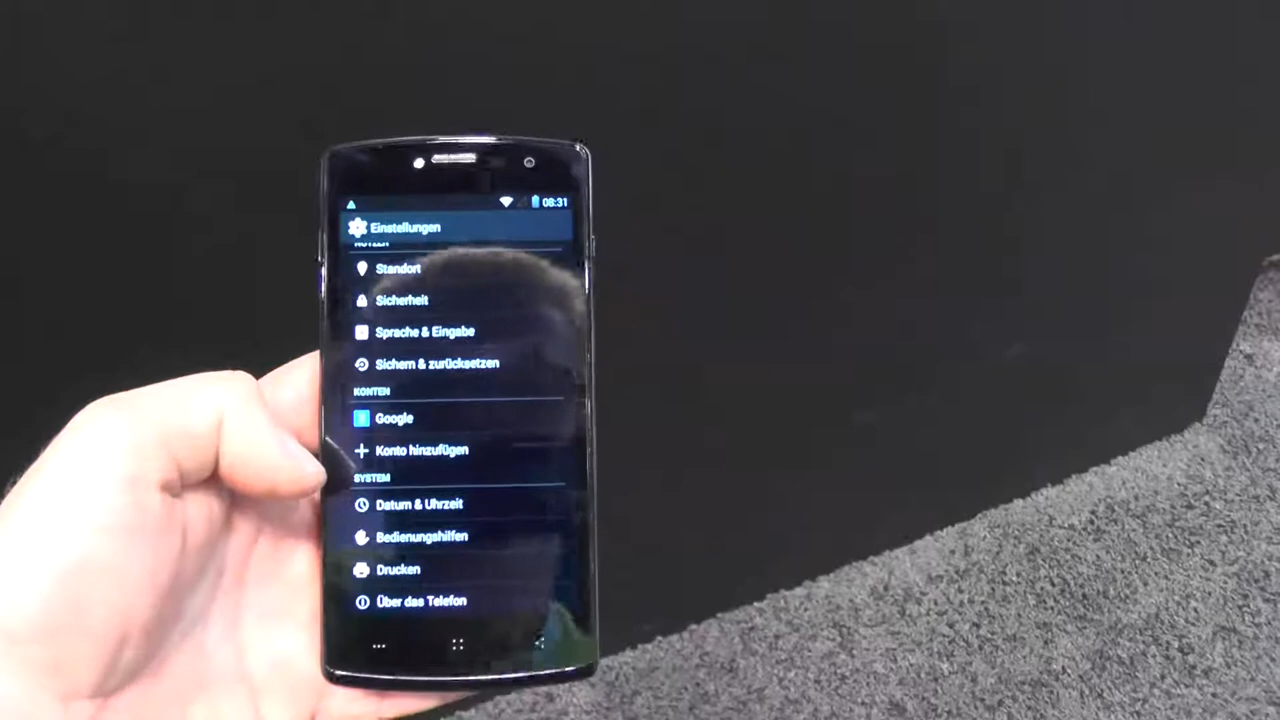 08:31
Einstellungen
NUTZER
Standort
Sicherheit
Sprache & Eingabe
Sichern & zurücksetzen
KONTEN
Google
Konto hinzufügen
SYSTEM
Datum & Uhrzeit
Bedienungshilfen
Drucken
Über das Telefon